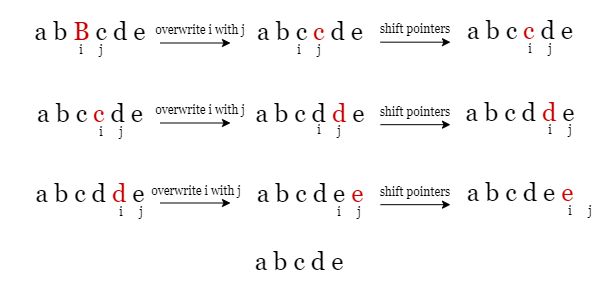 a b B c d e overwrite i with j a b c c d e shift pointers a b c c d e
i j i j i j
a b c c d e overwrite i with j a b c d d e shift pointers a b c d d e
i j i j i j
a b c d d e overwrite i with j a b c d e e shift pointers a b c d e e
i j i j i j
a b c d e